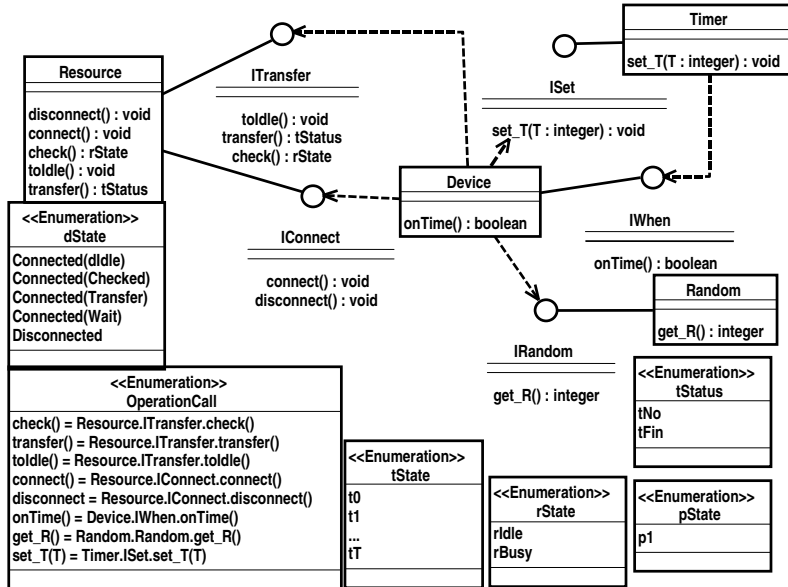 Timer
set_T(T : integer) : void
Resource
disconnect() : void
connect() : void
check() : rState
toIdle() : void
transfer() : tStatus
ITransfer
toIdle() : void
transfer() : tStatus
check() : rState
ISet
set_T(T : integer) : void
Device
onTime() : boolean
IConnect
connect() : void
disconnect() : void
IWhen
onTime() : boolean
Random
get_R() : integer
IRandom
get_R() : integer
<<Enumeration>>
dState
Connected(dIdle)
Connected(Checked)
Connected(Transfer)
Connected(Wait)
Disconnected
<<Enumeration>>
OperationCall
check() = Resource.ITransfer.check()
transfer() = Resource.ITransfer.transfer()
toIdle() = Resource.ITransfer.toIdle()
connect() = Resource.IConnect.connect()
disconnect = Resource.IConnect.disconnect()
onTime() = Device.IWhen.onTime()
get_R() = Random.Random.get_R()
set_T(T) = Timer.ISet.set_T(T)
<<Enumeration>>
tState
t0
t1
...
tT
<<Enumeration>>
rState
rIdle
rBusy
<<Enumeration>>
tStatus
tNo
tFin
<<Enumeration>>
pState
p1